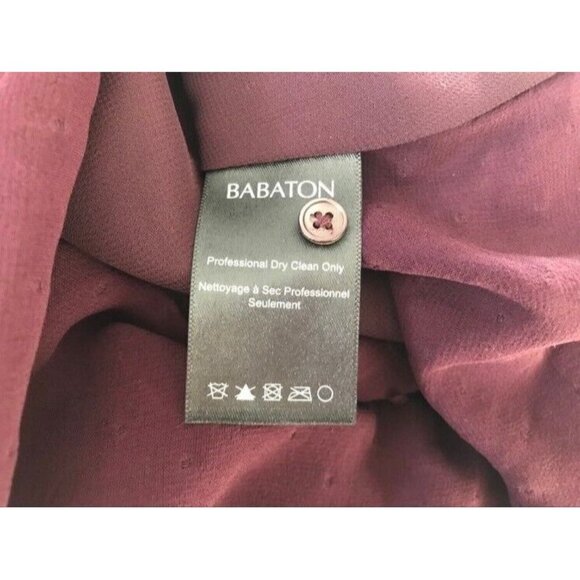 BABATON
Professional Dry Clean Only
Nettoyage à Sec Professionnel
Seulement